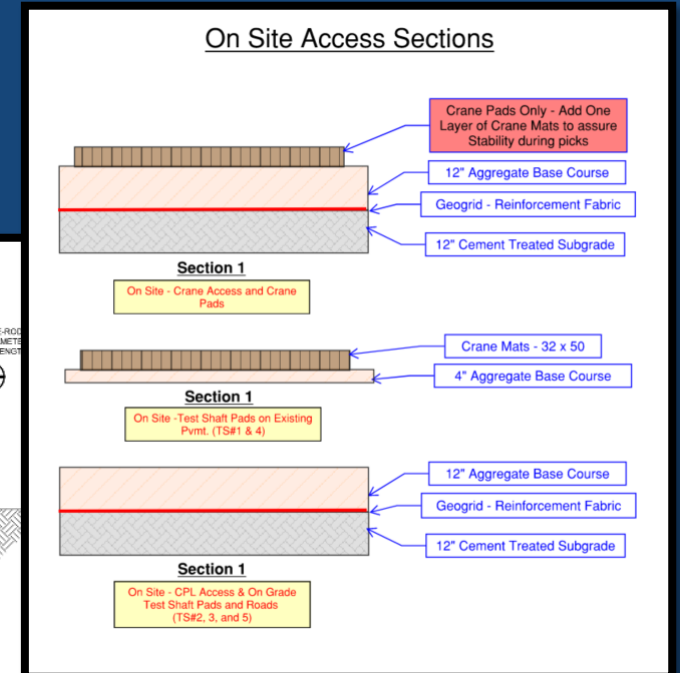 On Site Access Sections
Crane Pads Only - Add One
Layer of Crane Mats to assure
Stability during picks
12" Aggregate Base Course
Geogrid - Reinforcement Fabric
12" Cement Treated Subgrade
Section 1
On Site - Crane Access and Crane
Pads
Crane Mats - 32 x 50
4" Aggregate Base Course
Section 1
On Site -Test Shaft Pads on Existing
Pvmt. (TS#1 & 4)
12" Aggregate Base Course
Geogrid - Reinforcement Fabric
12" Cement Treated Subgrade
Section 1
On Site - CPL Access & On Grade
Test Shaft Pads and Roads
(TS#2, 3, and 5)